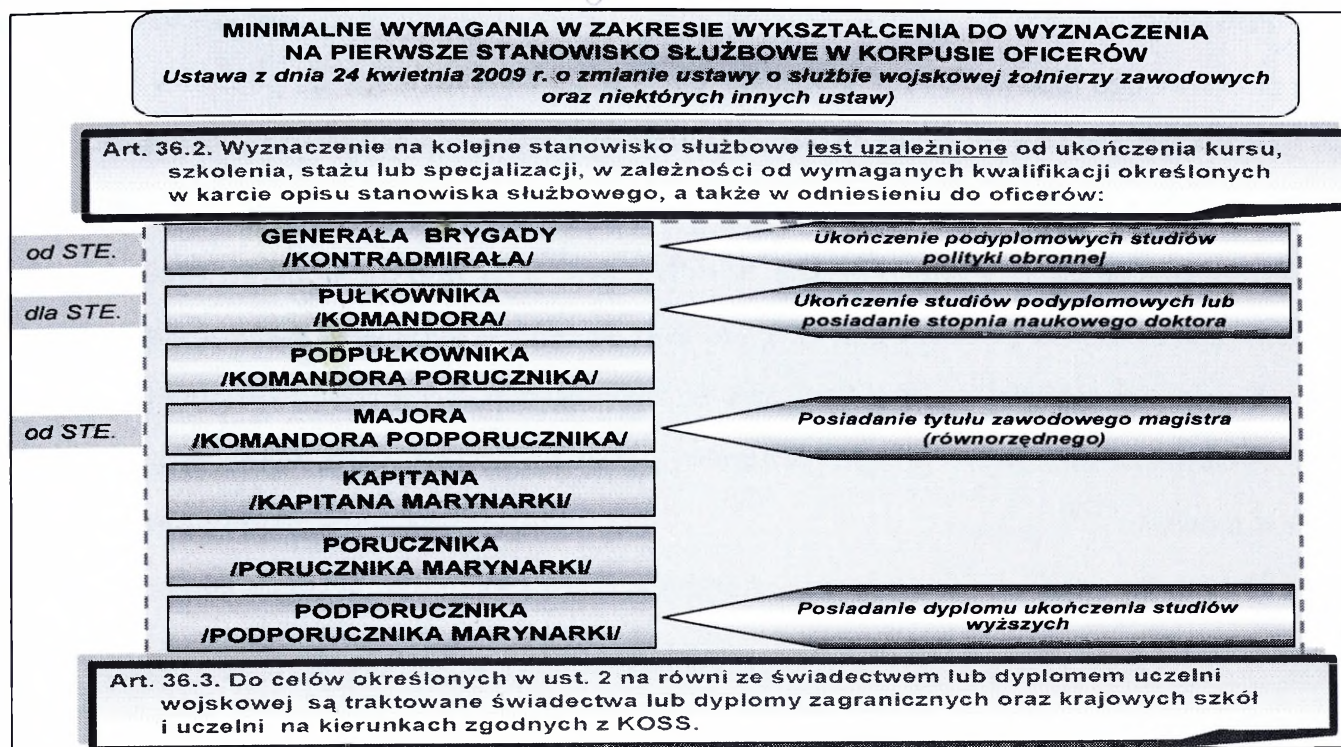 MINIMALNE WYMAGANIA W ZAKRESIE WYKSZTAŁCENIA DO WYZNACZENIA
NA PIERWSZE STANOWISKO SŁUŻBOWE W KORPUSIE OFICERÓW
Ustawa z dnia 24 kwietnia 2009 r. o zmianie ustawy o służbie wojskowej żołnierzy zawodowych
oraz niektórych innych ustaw)
Art. 36.2. Wyznaczenie na kolejne stanowisko służbowe jest uzależnione od ukończenia kursu,
szkolenia, stażu lub specjalizacji, w zależności od wymaganych kwalifikacji określonych
w karcie opisu stanowiska służbowego, a także w odniesieniu do oficerów:
od STE.
GENERAŁA BRYGADY
/KONTRADMIRAŁA/
Ukończenie podyplomowych studiów
polityki obronnej
dla STE.
PUŁKOWNIKA
/KOMANDORA/
Ukończenie studiów podyplomowych lub
posiadanie stopnia naukowego doktora
PODPUŁKOWNIKA
/KOMANDORA PORUCZNIKA/
od STE.
MAJORA
/KOMANDORA PODPORUCZNIKA/
Posiadanie tytułu zawodowego magistra
(równorzędnego)
KAPITANA
/KAPITANA MARYNARKI/
PORUCZNIKA
/PORUCZNIKA MARYNARKI/
PODPORUCZNIKA
/PODPORUCZNIKA MARYNARKI/
Posiadanie dyplomu ukończenia studiów
wyższych
Art. 36.3. Do celów określonych w ust. 2 na równi ze świadectwem lub dyplomem uczelni
wojskowej są traktowane świadectwa lub dyplomy zagranicznych oraz krajowych szkół
i uczelni na kierunkach zgodnych z KOSS.